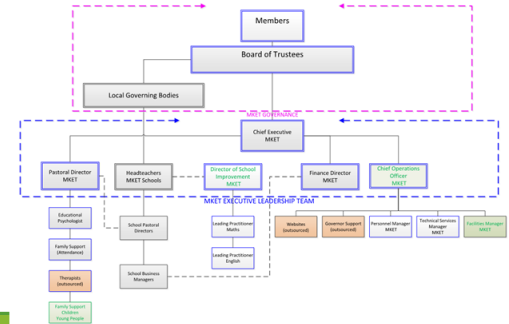 Members
Board of Trustees
Local Governing Bodies
MKET GOVERNANCE
Chief Executive
MKET
Pastoral Director
MKET
Headteachers
MKET Schools
Director of School
Improvement
MKET
Finance Director
MKET
Chief Operations
Officer
MKET
MKET EXECUTIVE LEADERSHIP TEAM
Educational
Psychologist
School Pastoral
Directors
Leading Practitioner
Maths
Websites
(outsourced)
Governor Support
(outsourced)
Personnel Manager
MKET
Technical Services
Manager
MKET
Facilities Manager
MKET
Family Support
(Attendance)
Leading Practitioner
English
Therapists
(outsourced)
School Business
Managers
Family Support
Children
Young People